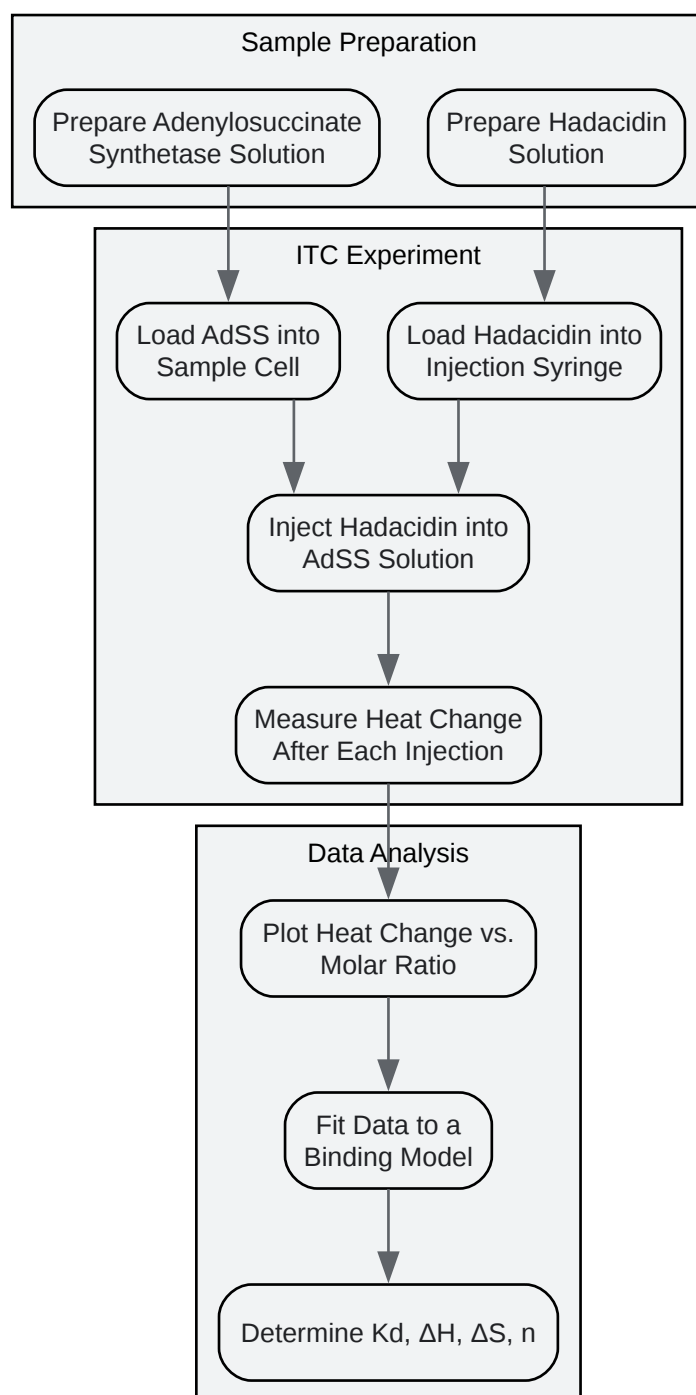 Sample Preparation
Prepare Adenylosuccinate
Synthetase Solution
Prepare Hadacidin
Solution
ITC Experiment
Load AdSS into
Sample Cell
Load Hadacidin into
Injection Syringe
Inject Hadacidin into
AdSS Solution
Measure Heat Change
After Each Injection
Data Analysis
Plot Heat Change vs.
Molar Ratio
Fit Data to a
Binding Model
Determine Kd, ΔH, ΔS, n